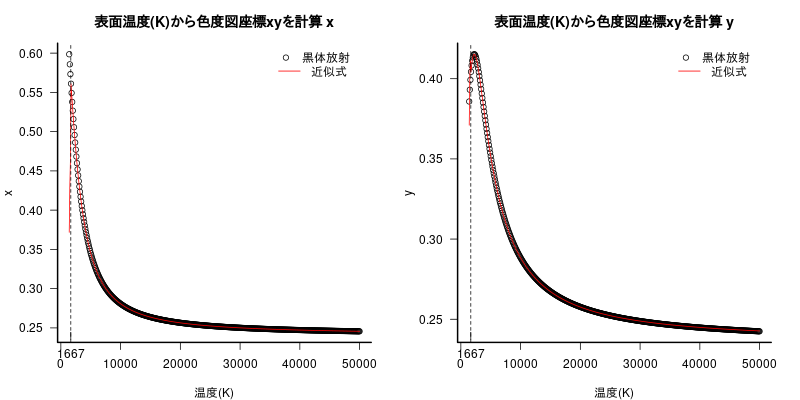 表面温度(K)から色度図座標xyを計算 x
黒体放射
近似式
0.60
0.55
0.50
0.45
0.40
0.35
0.30
0.25
x
1667
0 10000 20000 30000 40000 50000
温度(K)
表面温度(K)から色度図座標xyを計算 y
黒体放射
近似式
0.40
0.35
0.30
0.25
y
1667
0 10000 20000 30000 40000 50000
温度(K)